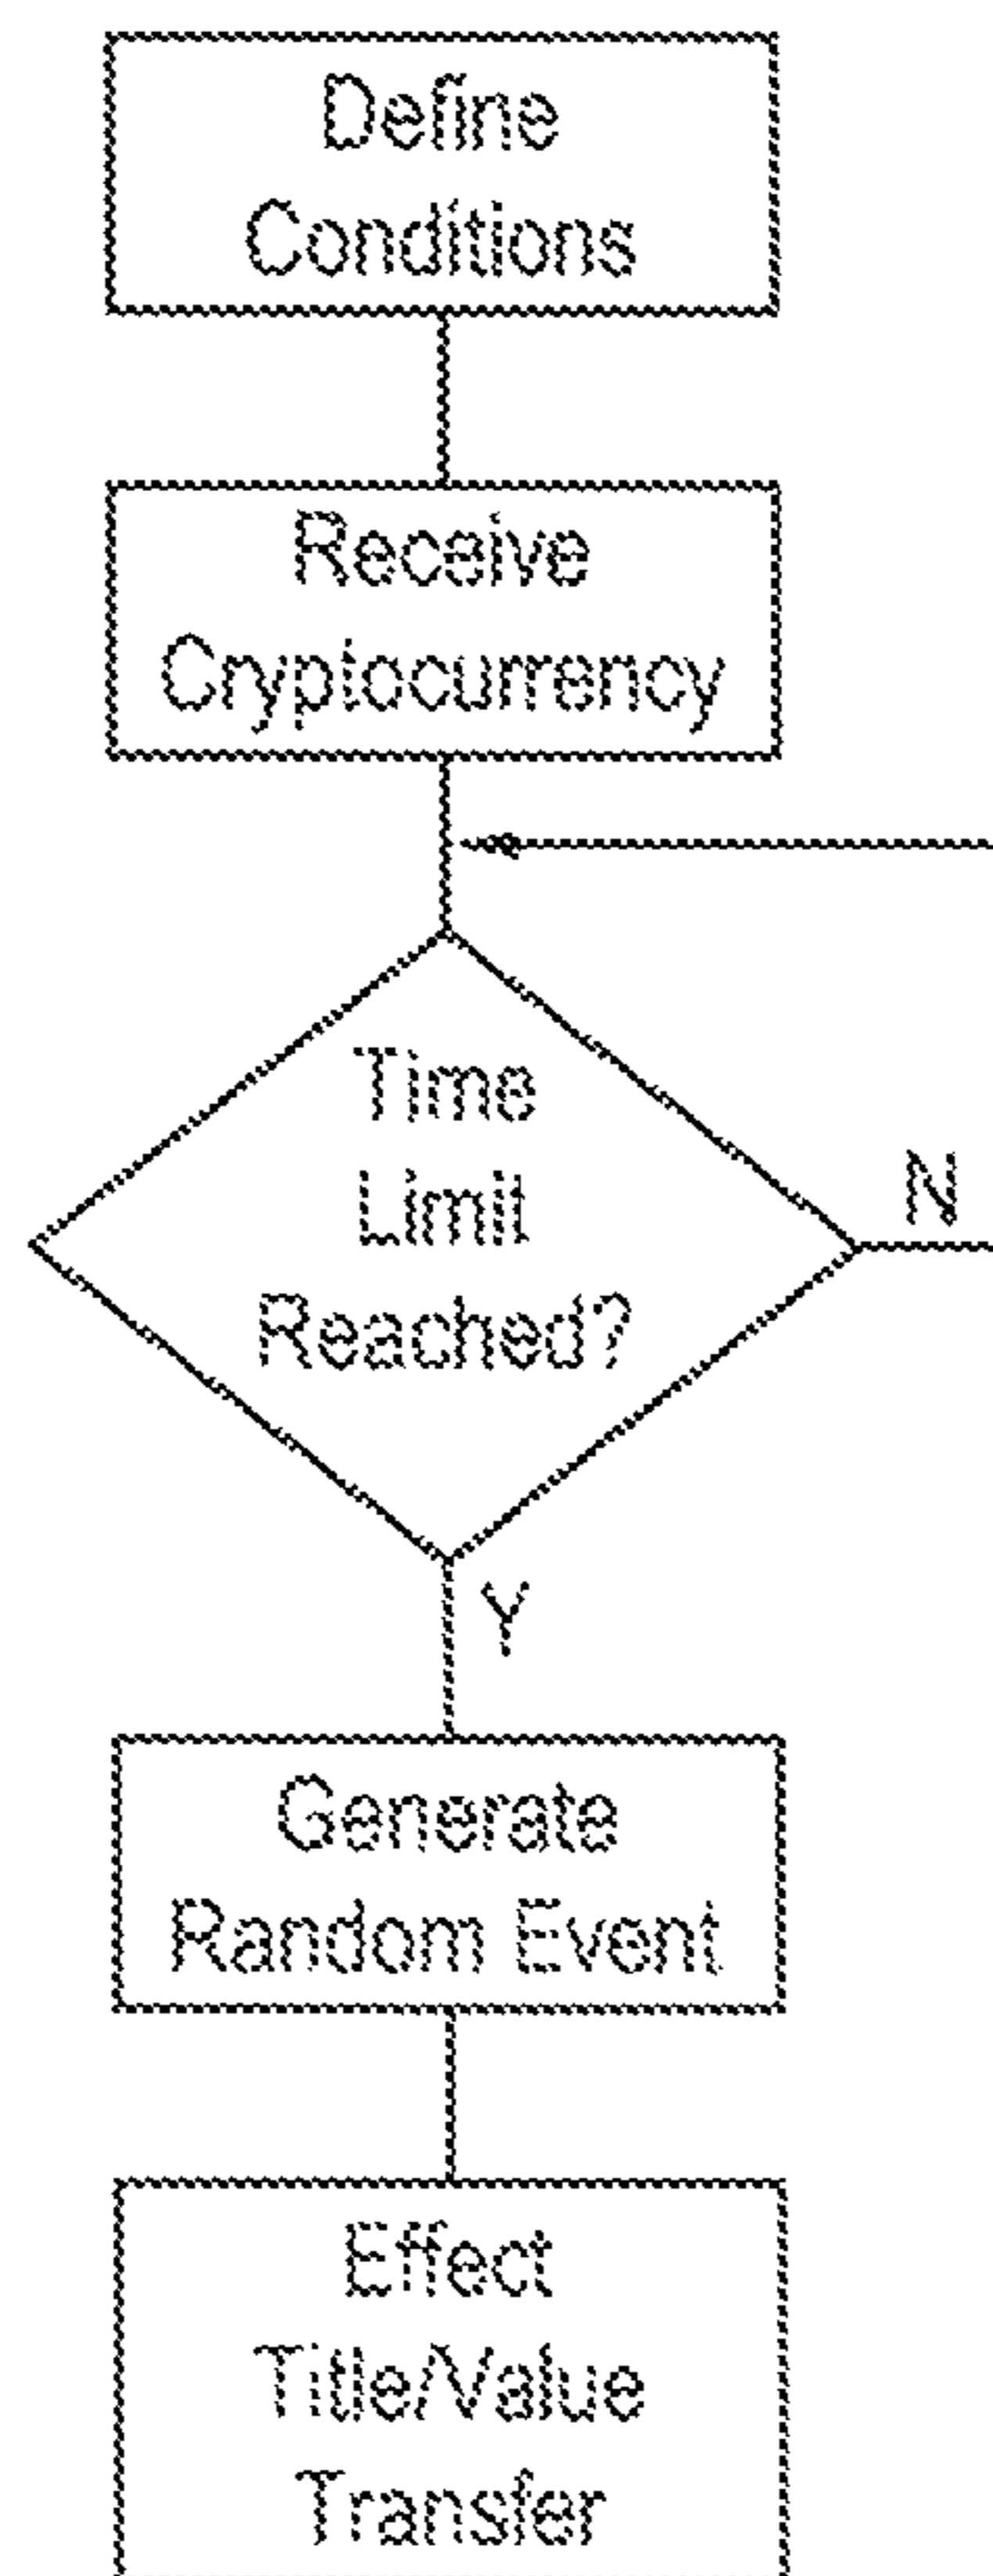 Define
Conditions
Receive
Cryptocurrency
Time
Limit
Reached?
N
Y
Generate
Random Event
Effect
Title/Value
Transfer